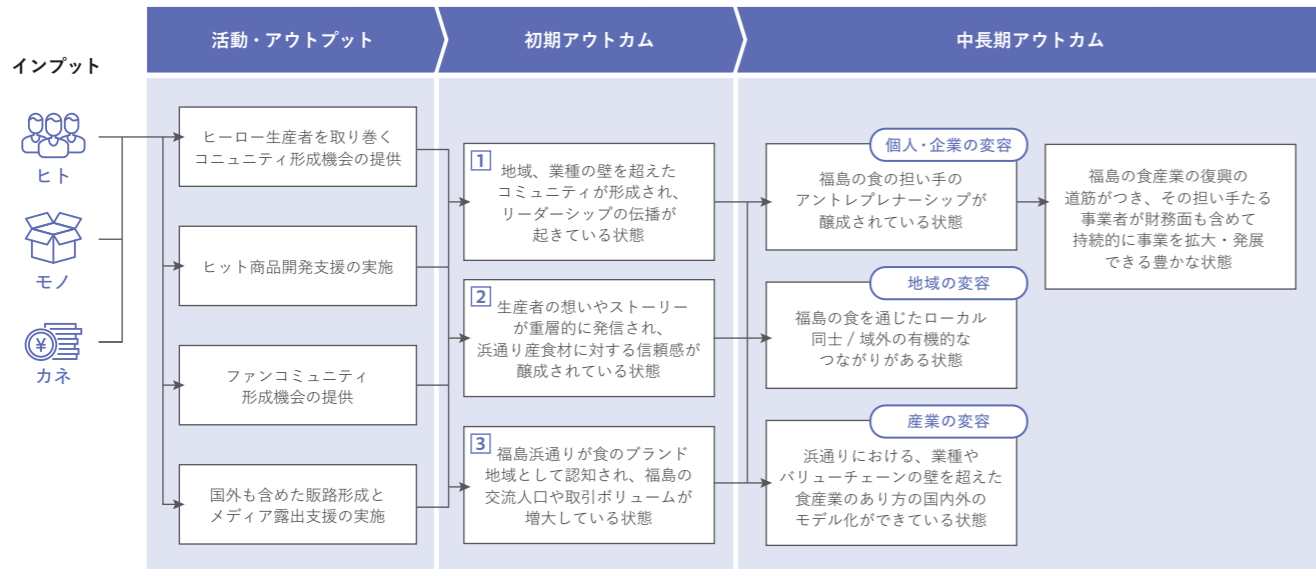 活動・アウトプット
初期アウトカム
中長期アウトカム
インプット
ヒト
モノ
¥
カネ
ヒーロー生産者を取り巻く
コニュニティ形成機会の提供
ヒット商品開発支援の実施
ファンコミュニティ
形成機会の提供
国外も含めた販路形成と
メディア露出支援の実施
1
地域、業種の壁を超えた
コミュニティが形成され、
リーダーシップの伝播が
起きている状態
2
生産者の想いやストーリー
が重層的に発信され、
浜通り産食材に対する信頼感が
醸成されている状態
3
福島浜通りが食のブランド
地域として認知され、福島の
交流人口や取引ボリュームが
増大している状態
個人・企業の変容
福島の食の担い手の
アントレプレナーシップが
醸成されている状態
福島の食産業の復興の
道筋がつき、その担い手たる
事業者が財務面も含めて
持続的に事業を拡大・発展
できる豊かな状態
地域の変容
福島の食を通じたローカル
同士 / 域外の有機的な
つながりがある状態
産業の変容
浜通りにおける、業種や
バリューチェーンの壁を超えた
食産業のあり方の国内外の
モデル化ができている状態